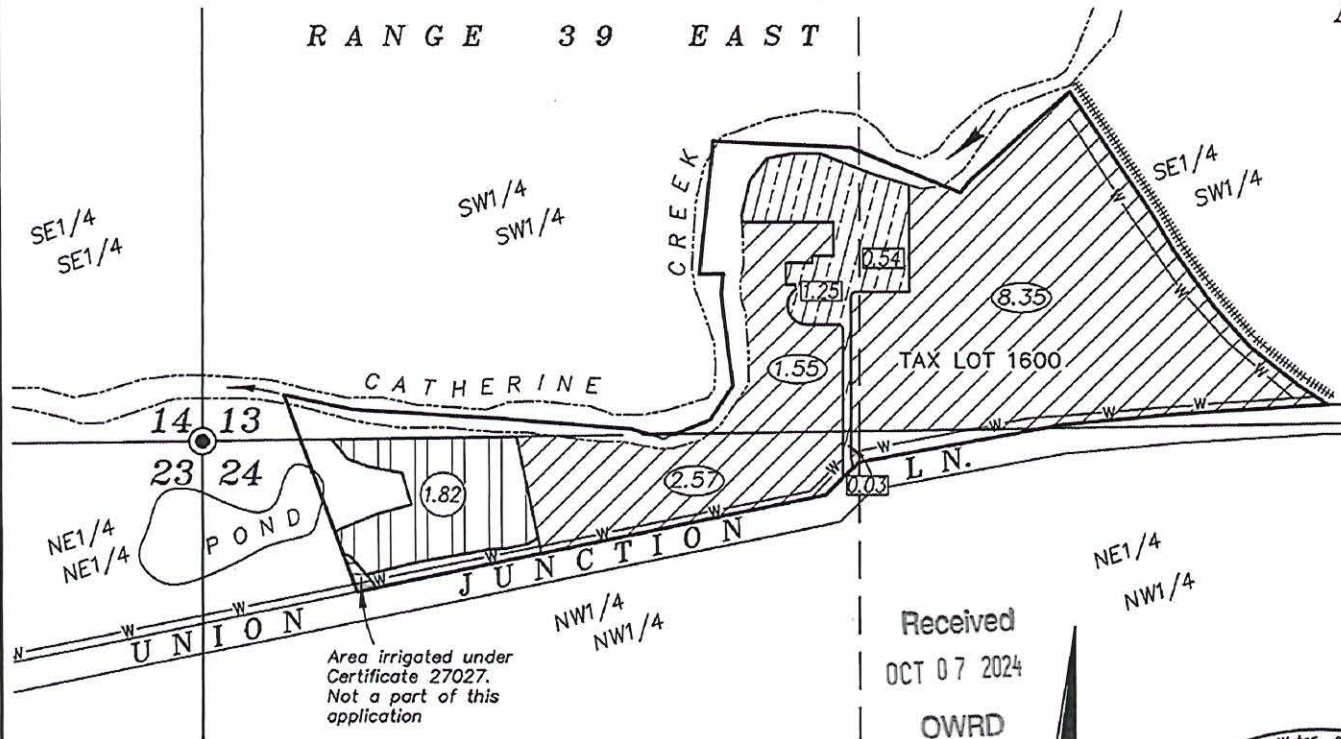 RANGE 39 EAST
SE1/4
SW1/4
SW1/4
SW1/4
SE1/4
SE1/4
CREEK
0.54
1.25
8.35
1.55
TAX LOT 1600
CATHERINE
14 13
23 24
1.82
2.57
0.03
W W W W
W W W W W W W W
LN.
POND
NE1/4
NE1/4
UNION JUNCTION
NW1/4
NW1/4
NE1/4
NW1/4
Area irrigated under
Certificate 27027.
Not a part of this
application
Received
OCT 07 2024
OWRD